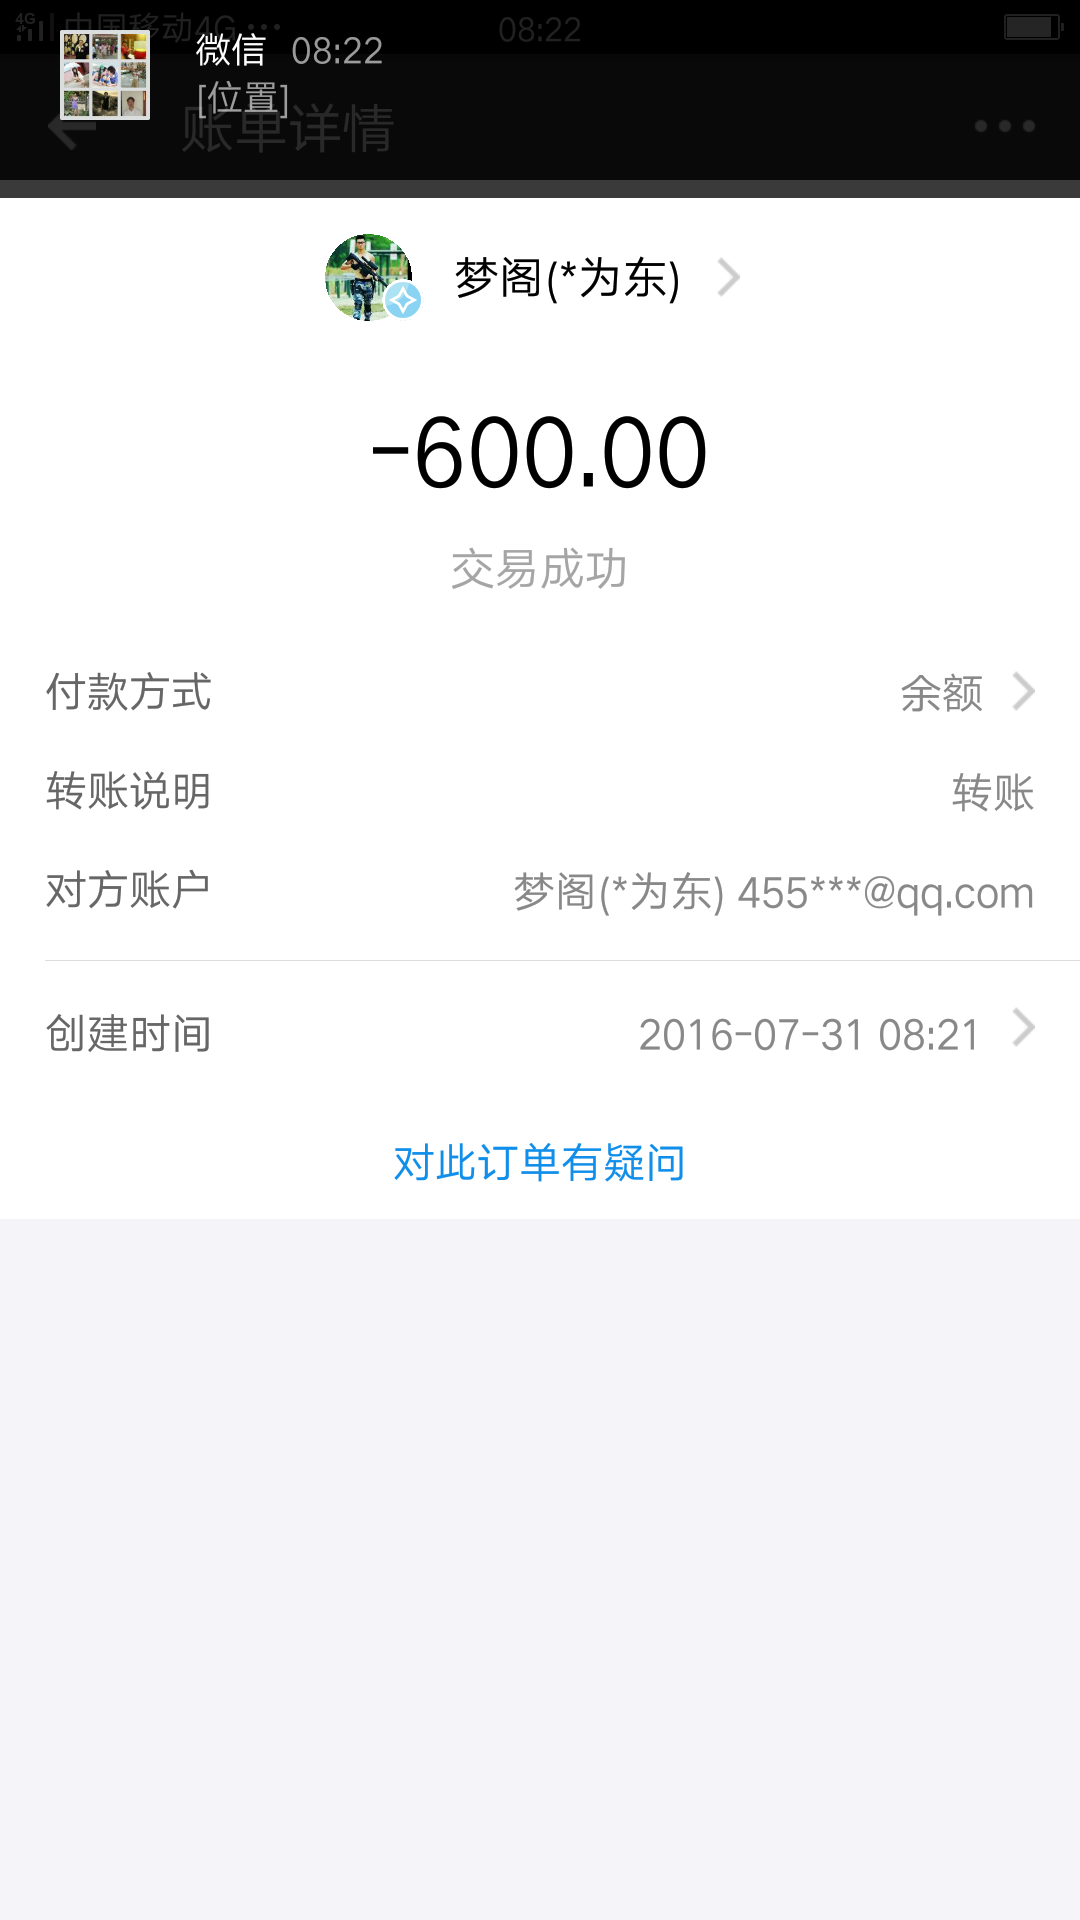 中国移动4G ··· 08:22
微信 08:22
[位置]
账单详情
梦阁(*为东)
-600.00
交易成功
付款方式 余额
转账说明 转账
对方账户 梦阁(*为东) 455***@qq.com
创建时间 2016-07-31 08:21
对此订单有疑问